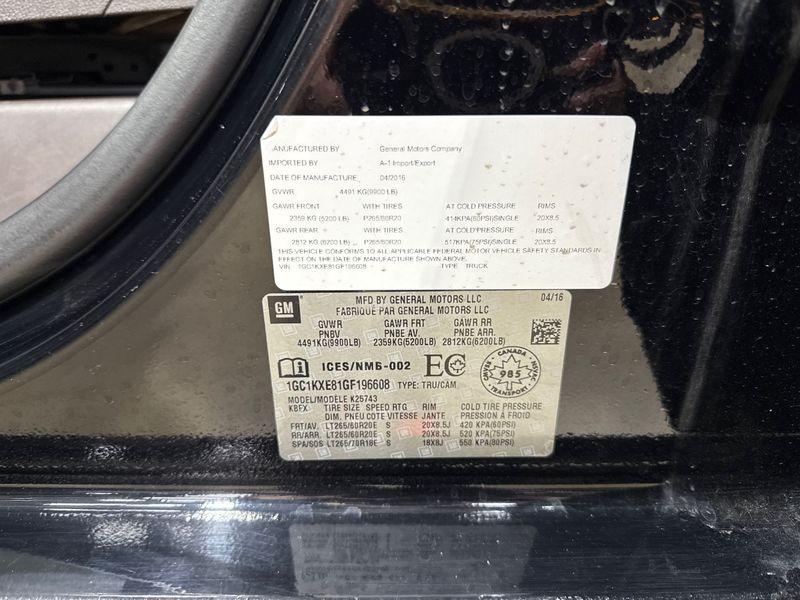 ANUFACTURED BY General Motors Company
IMPORTED BY A-1 Import/Export
DATE OF MANUFACTURE 04/2016
GVWR 4491 KG(9900 LB)
GAWR FRONT WITH TIRES AT COLD PRESSURE RIMS
2359 KG (5200 LB) P265/60R20 414KPA(60PSI)SINGLE 20X8.5
GAWR REAR WITH TIRES AT COLD PRESSURE RIMS
2812 KG (6200 LB) P265/60R20 517KPA(75PSI)SINGLE 20X8.5
THIS VEHICLE CONFORMS TO ALL APPLICABLE FEDERAL MOTOR VEHICLE SAFETY STANDARDS IN
EFFECT ON THE DATE OF MANUFACTURE SHOWN ABOVE.
VIN 1GC1KXE81GF196608 TYPE TRUCK
GM MFD BY GENERAL MOTORS LLC 04/16
FABRIQUÉ PAR GENERAL MOTORS LLC
GVWR GAWR FRT GAWR RR
PNBV PNBE AV. PNBE ARR.
4491KG(9900LB) 2359KG(5200LB) 2812KG(6200LB)
ICES/NMB-002 EC CANADA 985 TRANSPORT
1GC1KXE81GF196608 TYPE: TRU/CAM
MODEL/MODÈLE K25743
KBFX TIRE SIZE SPEED RTG RIM COLD TIRE PRESSURE
DIM. PNEU COTE VITESSE JANTE PRESSION À FROID
FRT/AV. LT265/60R20E S 20X8.5J 420 KPA(60PSI)
RR/ARR. LT265/60R20E S 20X8.5J 520 KPA(75PSI)
SPA/SOS LT265/70R18E S 18X8J 550 KPA(80PSI)